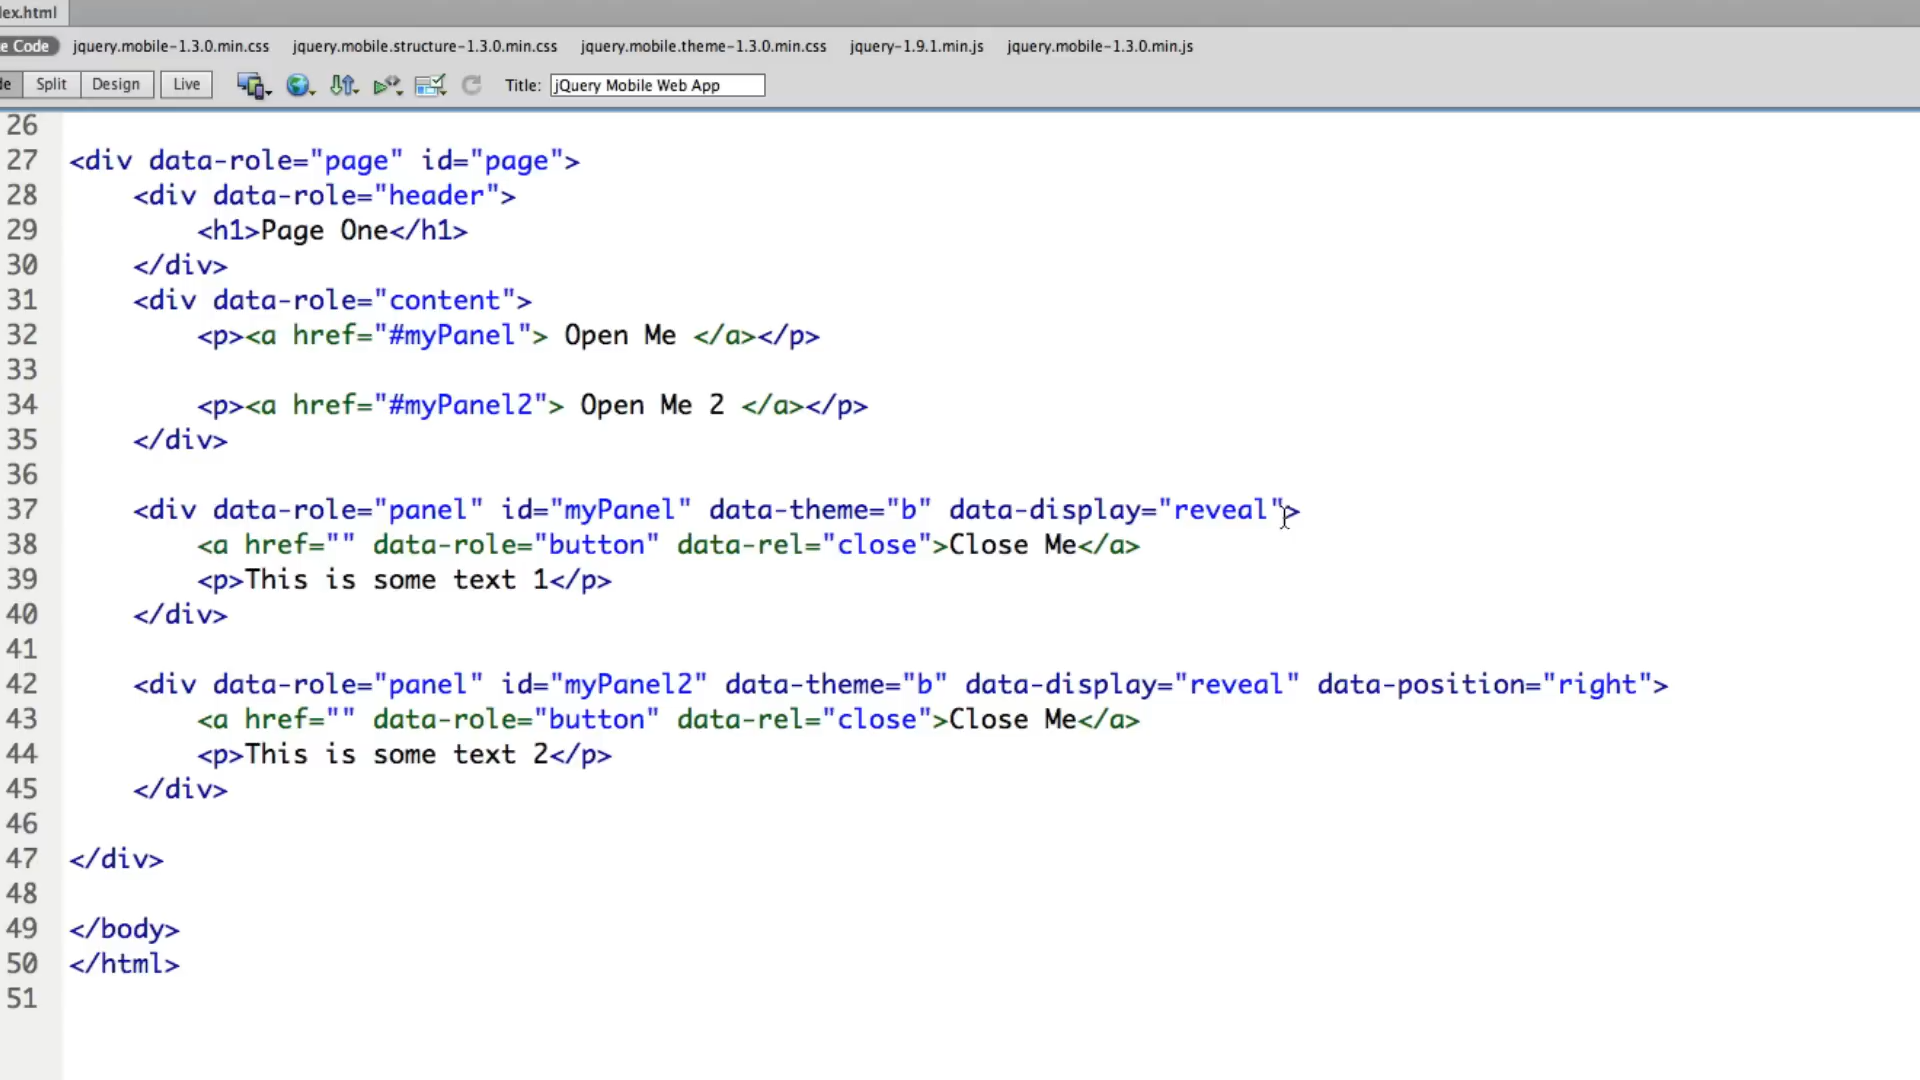 ex.html
e Code jquery.mobile-1.3.0.min.css jquery.mobile.structure-1.3.0.min.css jquery.mobile.theme-1.3.0.min.css jquery-1.9.1.min.js jquery.mobile-1.3.0.min.js
de Split Design Live Title: jQuery Mobile Web App
26
27 <div data-role="page" id="page">
28 <div data-role="header">
29 <h1>Page One</h1>
30 </div>
31 <div data-role="content">
32 <p><a href="#myPanel"> Open Me </a></p>
33
34 <p><a href="#myPanel2"> Open Me 2 </a></p>
35 </div>
36
37 <div data-role="panel" id="myPanel" data-theme="b" data-display="reveal">
38 <a href="" data-role="button" data-rel="close">Close Me</a>
39 <p>This is some text 1</p>
40 </div>
41
42 <div data-role="panel" id="myPanel2" data-theme="b" data-display="reveal" data-position="right">
43 <a href="" data-role="button" data-rel="close">Close Me</a>
44 <p>This is some text 2</p>
45 </div>
46
47 </div>
48
49 </body>
50 </html>
51